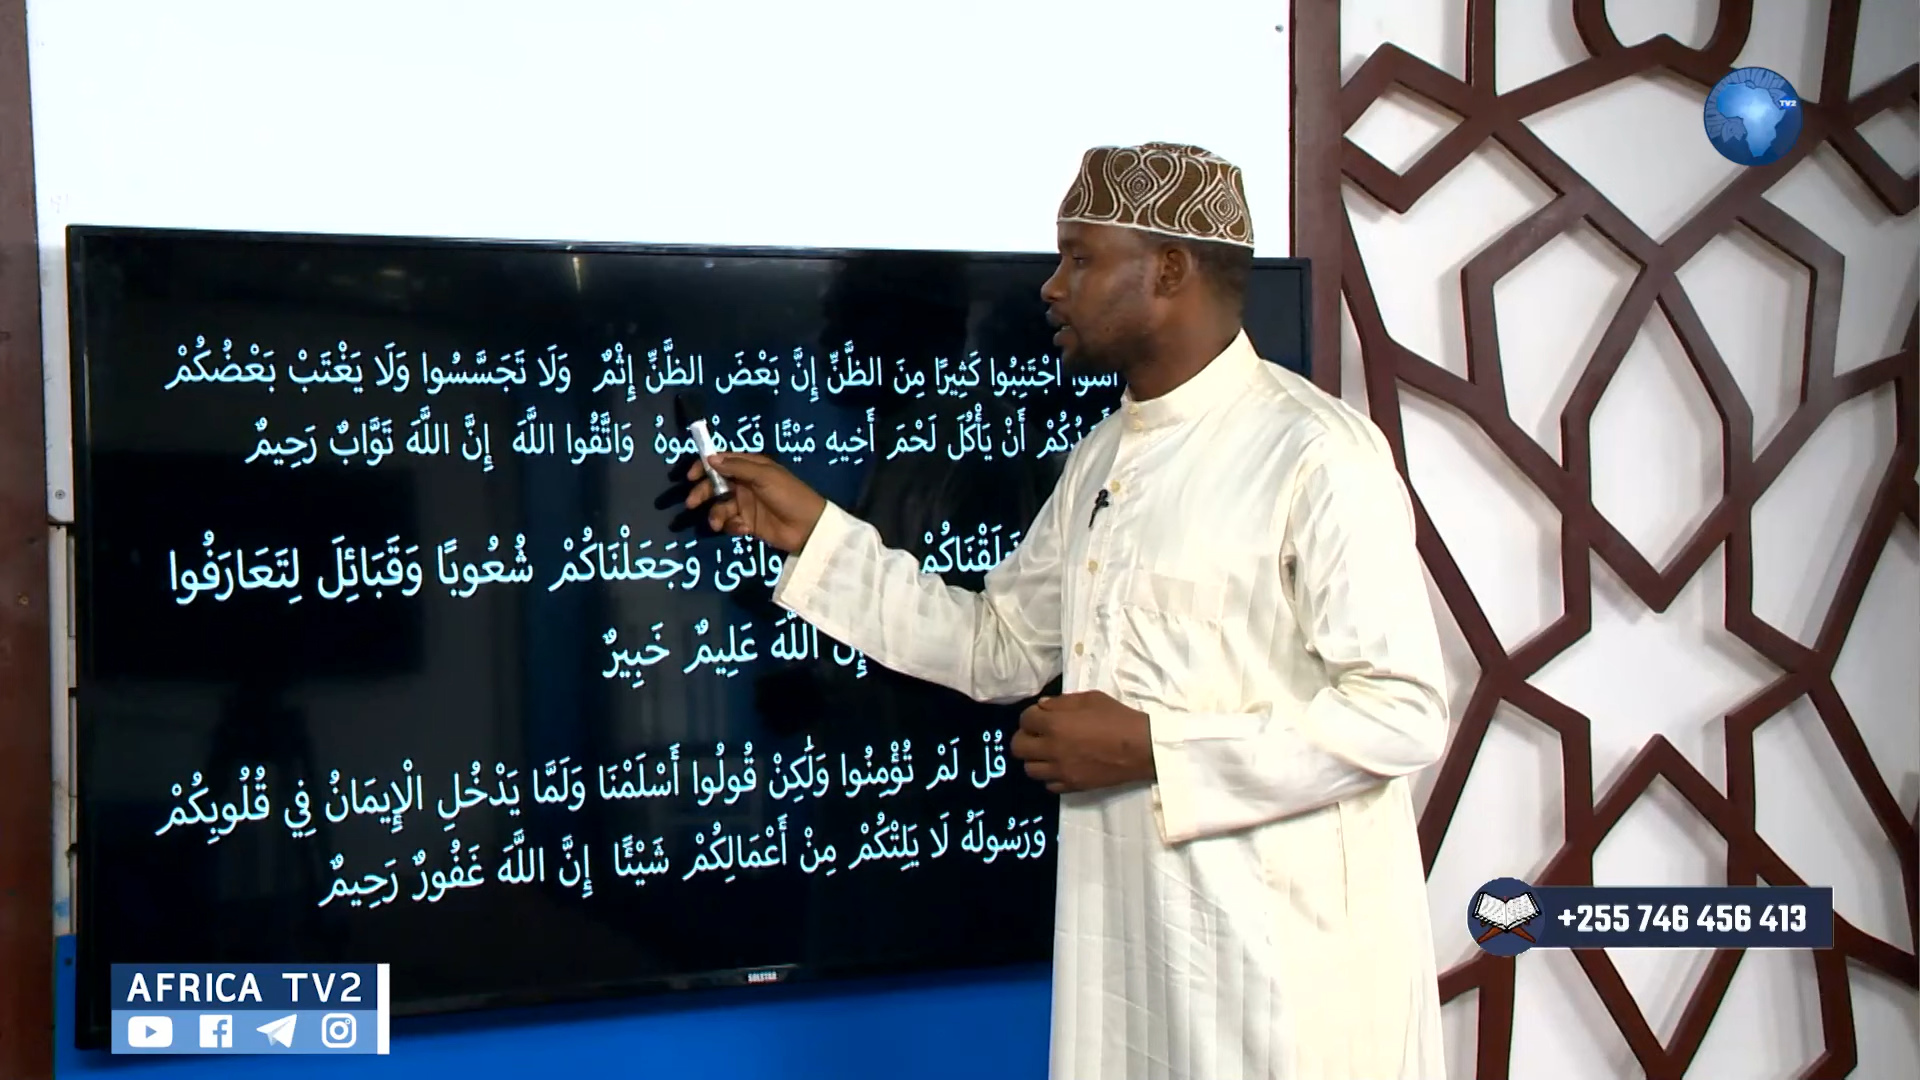 TV2
اجْتَنِبُوا كَثِيرًا مِنَ الظَّنِّ إِنَّ بَعْضَ الظَّنِّ إِثْمٌ وَلَا تَجَسَّسُوا وَلَا يَغْتَبْ بَعْضُكُمْ
أَنْ يَأْكُلَ لَحْمَ أَخِيهِ مَيْتًا وَاتَّقُوا اللَّهَ إِنَّ اللَّهَ تَوَّابٌ رَحِيمٌ
وَجَعَلْنَاكُمْ شُعُوبًا وَقَبَائِلَ لِتَعَارَفُوا
إِنَّ اللَّهَ عَلِيمٌ خَبِيرٌ
قُلْ لَمْ تُؤْمِنُوا وَلَٰكِنْ قُولُوا أَسْلَمْنَا وَلَمَّا يَدْخُلِ الْإِيمَانُ فِي قُلُوبِكُمْ
وَرَسُولَهُ لَا يَلِتْكُمْ مِنْ أَعْمَالِكُمْ شَيْئًا إِنَّ اللَّهَ غَفُورٌ رَحِيمٌ
SOLSTAR
+255 746 456 413
AFRICA TV2